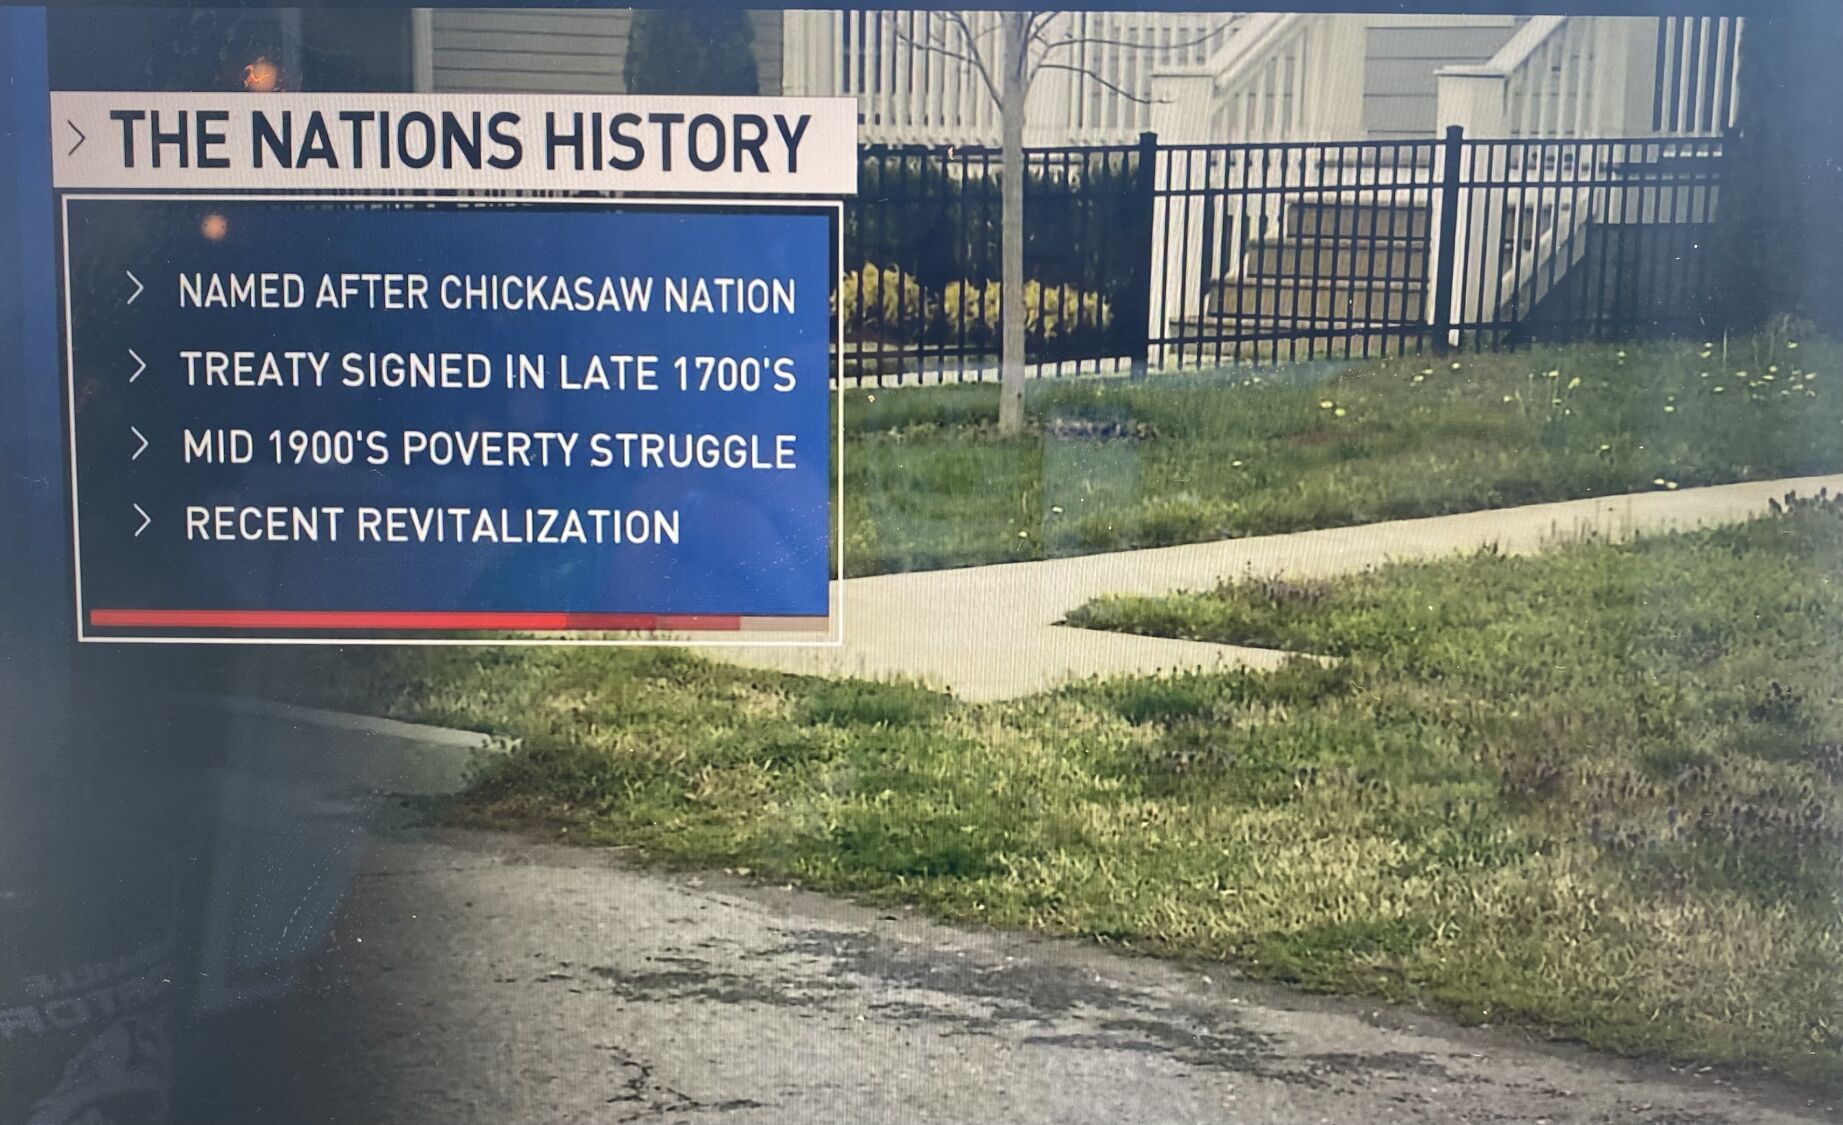 > THE NATIONS HISTORY
> NAMED AFTER CHICKASAW NATION
> TREATY SIGNED IN LATE 1700'S
> MID 1900'S POVERTY STRUGGLE
> RECENT REVITALIZATION